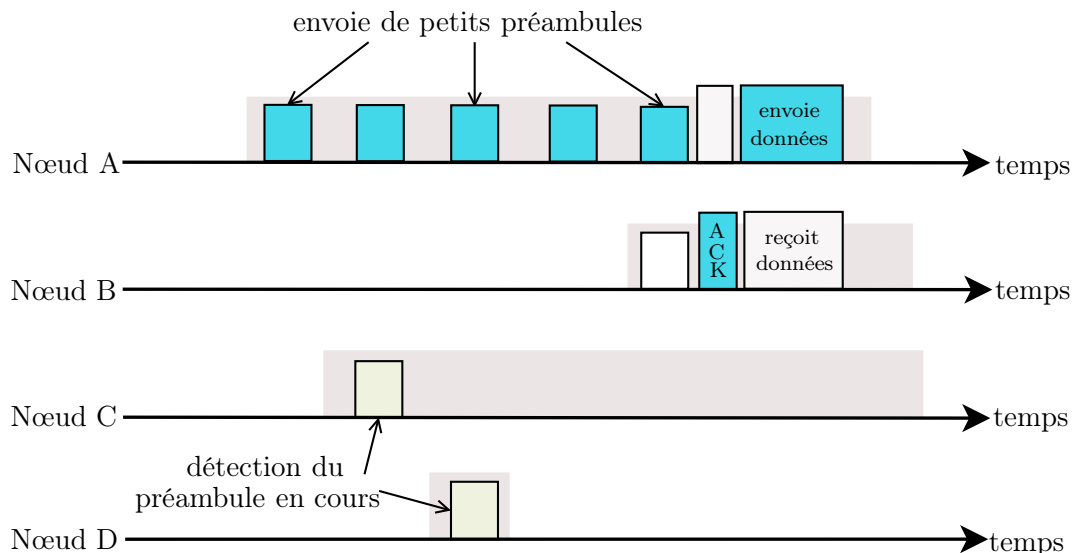 envoie de petits préambules
envoie
données
Nœud A
temps
A
C
K
reçoit
données
Nœud B
temps
Nœud C
temps
détection du
préambule en cours
Nœud D
temps